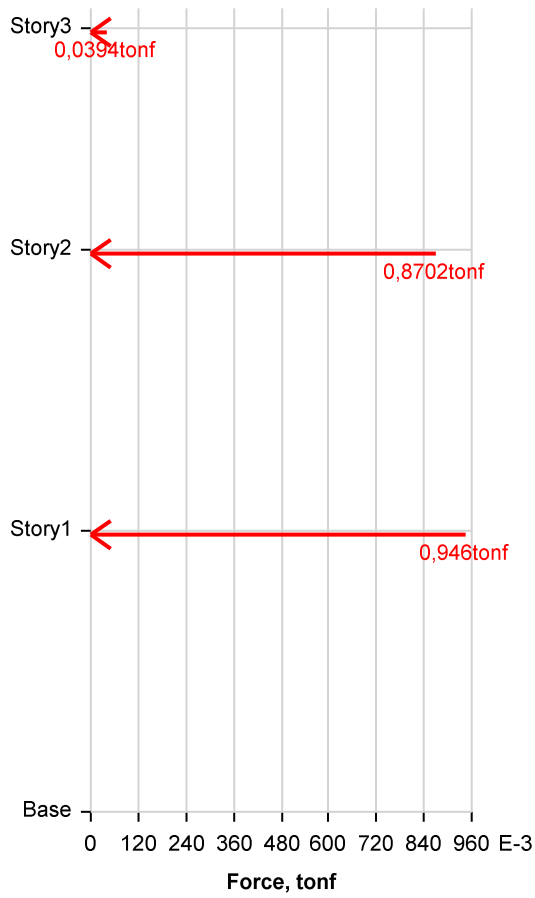 Story3
0,0394tonf
Story2
0,8702tonf
Story1
0,946tonf
Base
0 120 240 360 480 600 720 840 960 E-3
Force, tonf